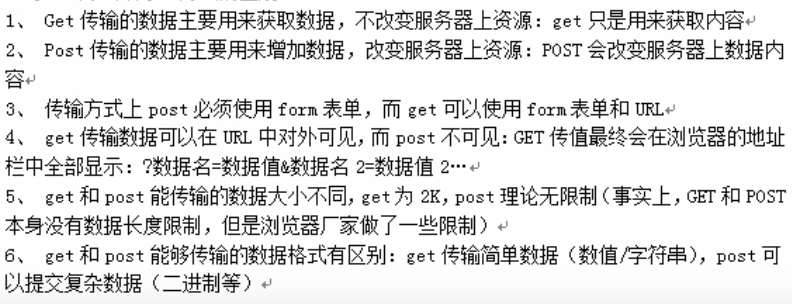 1、 Get 传输的数据主要用来获取数据，不改变服务器上资源：get 只是用来获取内容↵
2、 Post 传输的数据主要用来增加数据，改变服务器上资源：POST 会改变服务器上数据内
容↵
3、 传输方式上 post 必须使用 form 表单，而 get 可以使用 form 表单和 URL↵
4、 get 传输数据可以在 URL 中对外可见，而 post 不可见：GET 传值最终会在浏览器的地址
栏中全部显示：?数据名=数据值&数据名 2=数据值 2…↵
5、 get 和 post 能传输的数据大小不同，get 为 2K，post 理论无限制（事实上，GET 和 POST
本身没有数据长度限制，但是浏览器厂家做了一些限制）↵
6、 get 和 post 能够传输的数据格式有区别：get 传输简单数据（数值/字符串），post 可
以提交复杂数据（二进制等）↵